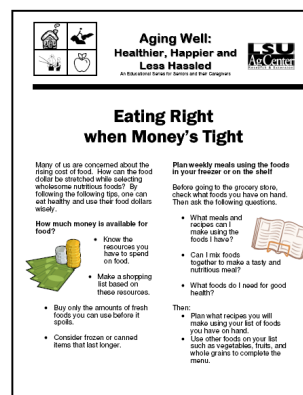 Aging Well:
Healthier, Happier and
Less Hassled
An Educational Series for Seniors and their Caregivers
LSU
AgCenter
Research & Extension
Eating Right
when Money's Tight
Many of us are concerned about the
rising cost of food. How can the food
dollar be stretched while selecting
wholesome nutritious foods? By
following the following tips, one can
eat healthy and use their food dollars
wisely.
How much money is available for
food?
• Know the
resources you
have to spend
on food.
• Make a shopping
list based on
these resources.
• Buy only the amounts of fresh
foods you can use before it
spoils.
• Consider frozen or canned
items that last longer.
Plan weekly meals using the foods
in your freezer or on the shelf
Before going to the grocery store,
check what foods you have on hand.
Then ask the following questions.
• What meals and
recipes can I
make using the
foods I have?
• Can I mix foods
together to make a tasty and
nutritious meal?
• What foods do I need for good
health?
Then:
• Plan what recipes you will
make using your list of foods
you have on hand.
• Use other foods on your list
such as vegetables, fruits, and
whole grains to complete the
menu.